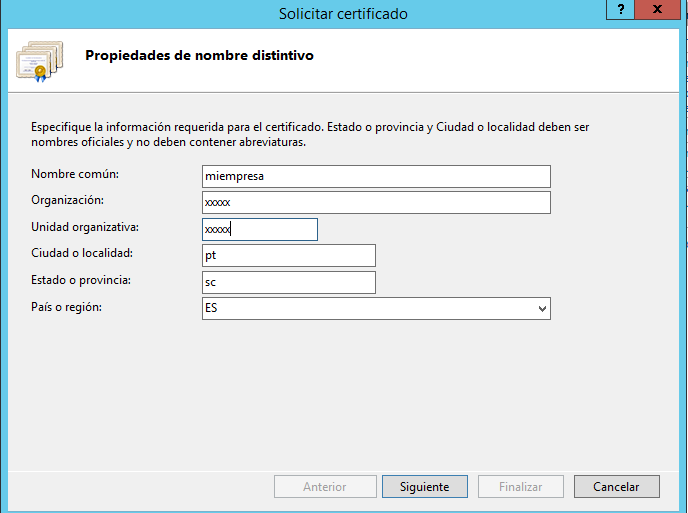 Solicitar certificado
? x
Propiedades de nombre distintivo
Especifique la información requerida para el certificado. Estado o provincia y Ciudad o localidad deben ser
nombres oficiales y no deben contener abreviaturas.
Nombre común: miempresa
Organización: xxxxx
Unidad organizativa: xxxxx
Ciudad o localidad: pt
Estado o provincia: sc
País o región: ES
Anterior Siguiente Finalizar Cancelar